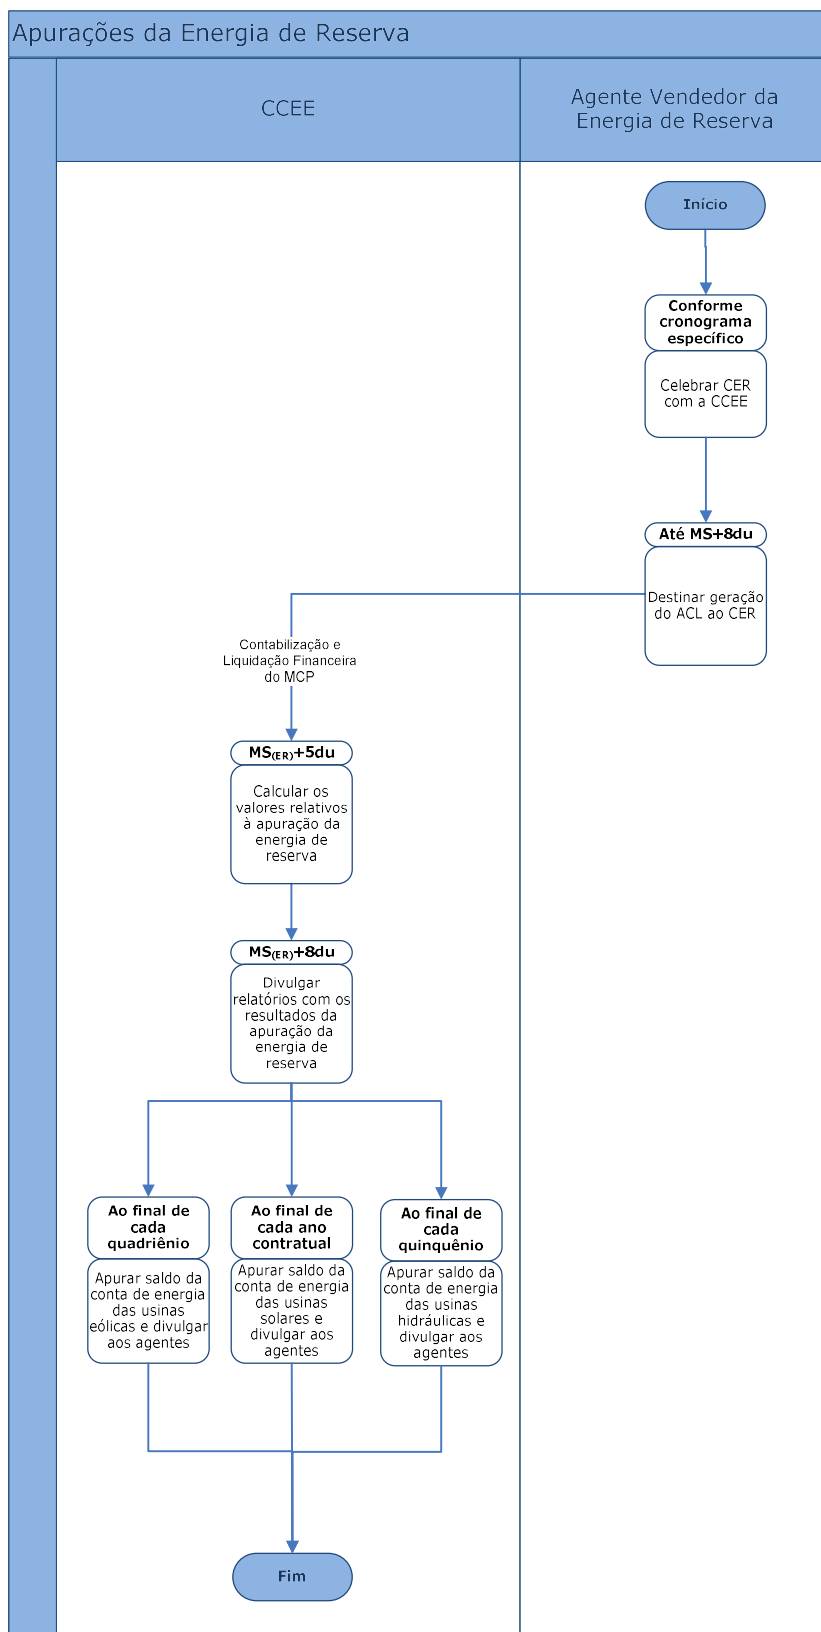 Apurações da Energia de Reserva
CCEE
Agente Vendedor da
Energia de Reserva
Início
Conforme
cronograma
específico
Celebrar CER
com a CCEE
Até MS+8du
Destinar geração
do ACL ao CER
Contabilização e
Liquidação Financeira
do MCP
MS(ER)+5du
Calcular os
valores relativos
à apuração da
energia de
reserva
MS(ER)+8du
Divulgar
relatórios com os
resultados da
apuração da
energia de
reserva
Ao final de
cada
quadriênio
Apurar saldo da
conta de energia
das usinas
eólicas e divulgar
aos agentes
Ao final de
cada ano
contratual
Apurar saldo da
conta de energia
das usinas
solares e
divulgar aos
agentes
Ao final de
cada
quinquênio
Apurar saldo da
conta de energia
das usinas
hidráulicas e
divulgar aos
agentes
Fim